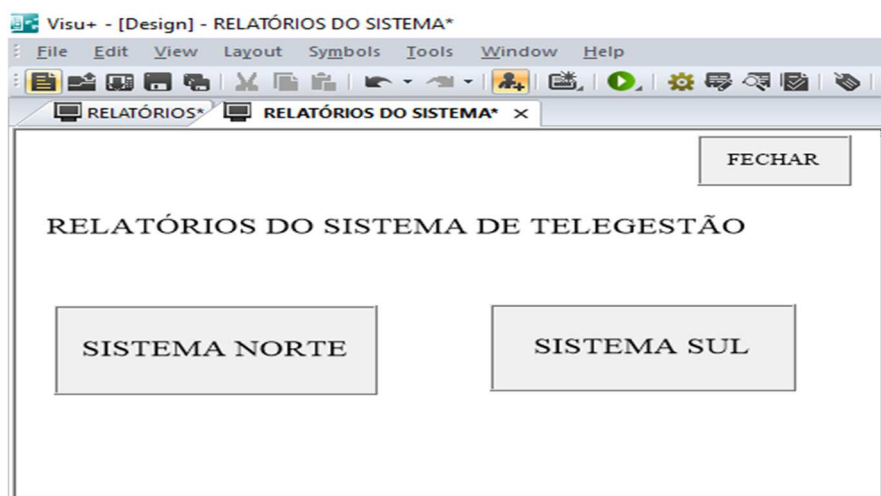 Visu+ - [Design] - RELATÓRIOS DO SISTEMA*
File Edit View Layout Symbols Tools Window Help
RELATÓRIOS* RELATÓRIOS DO SISTEMA* ×
FECHAR
RELATÓRIOS DO SISTEMA DE TELEGESTÃO
SISTEMA NORTE SISTEMA SUL